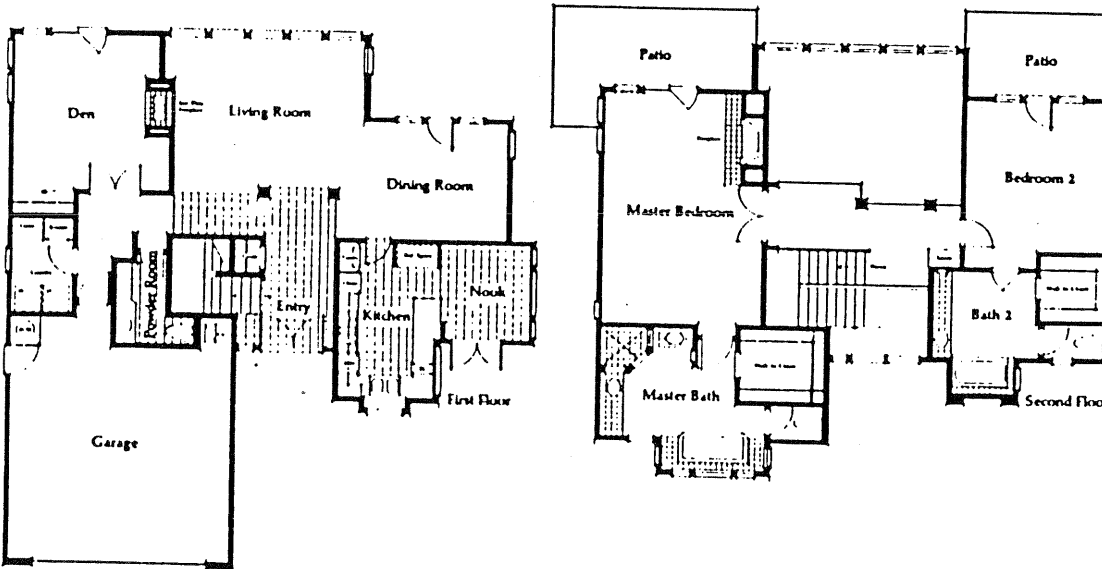 Den
Living Room
Dining Room
Powder Room
Entry
Kitchen
Nook
First Floor
Garage
Patio
Patio
Master Bedroom
Bedroom 2
Bath 2
Master Bath
Second Floo